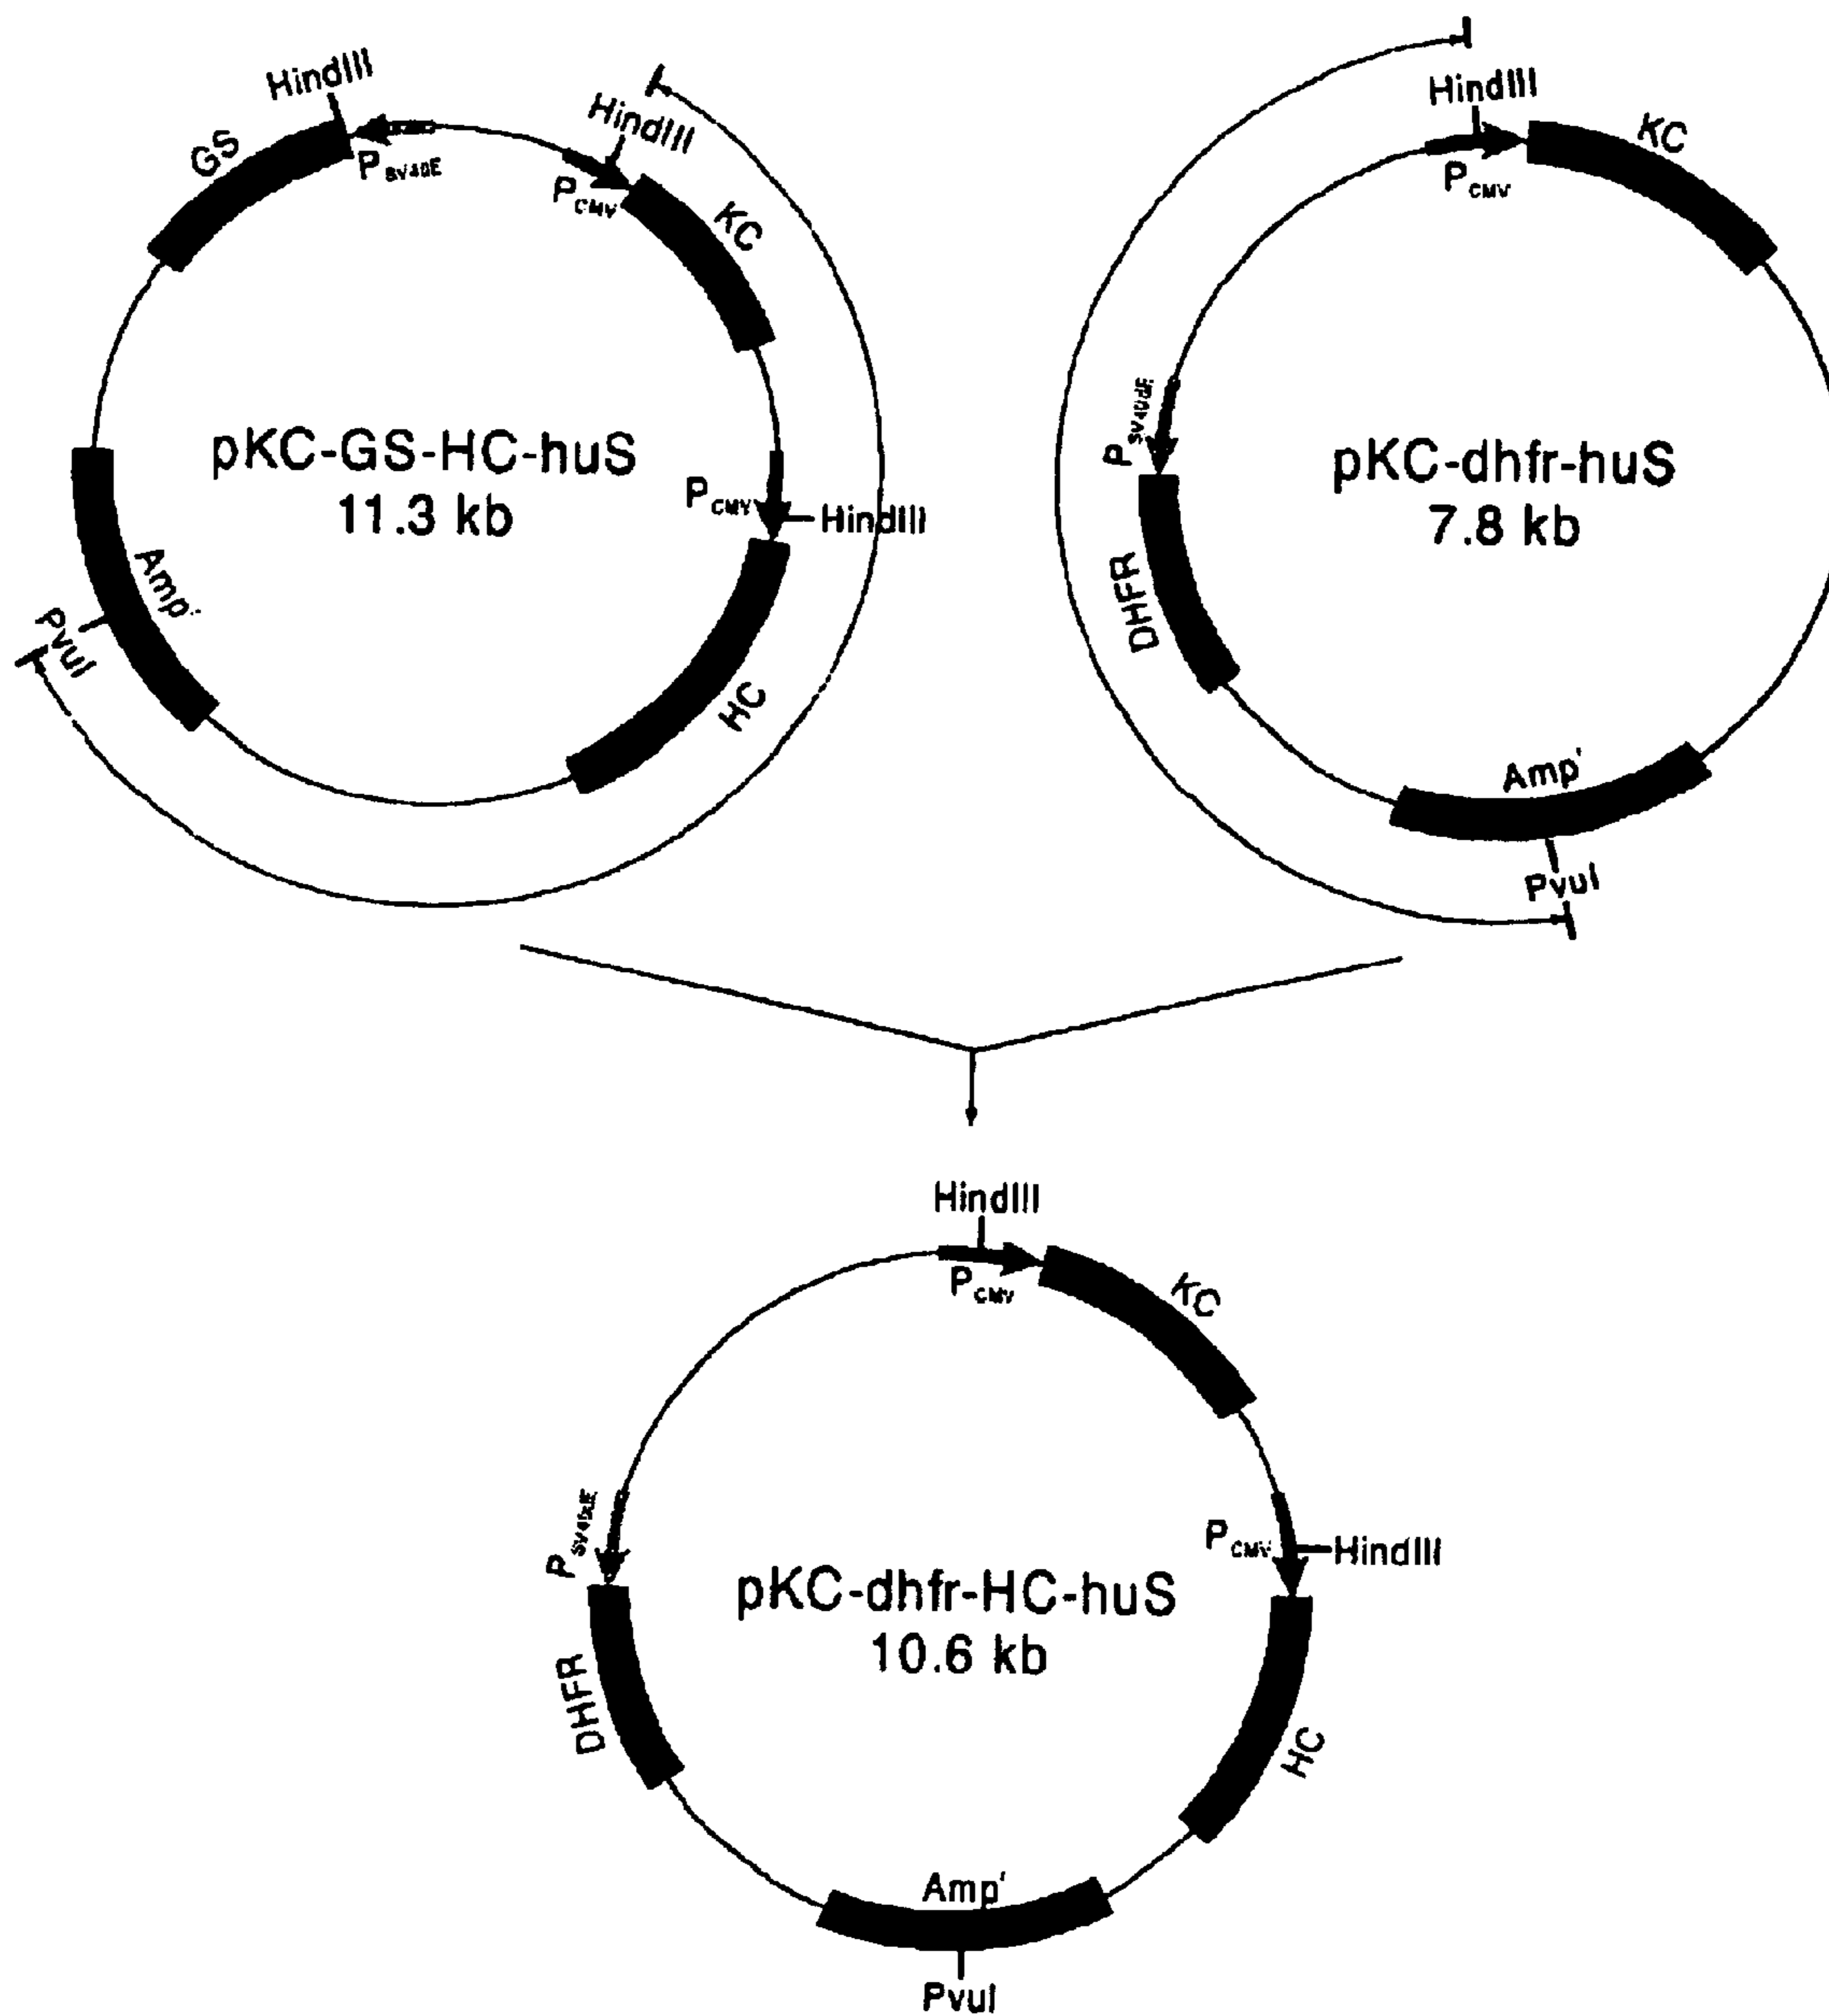 HindIII
GS
PSV40E
HindIII
PCMV
KC
pKC-GS-HC-huS
11.3 kb
PCMV
HindIII
Ampr
PvuI
HC
HindIII
KC
PCMV
PSV40E
pKC-dhfr-huS
7.8 kb
DHFR
Ampr
PvuI
HindIII
PCMV
KC
PSV40E
PCMV
HindIII
pKC-dhfr-HC-huS
10.6 kb
DHFR
HC
Ampr
PvuI